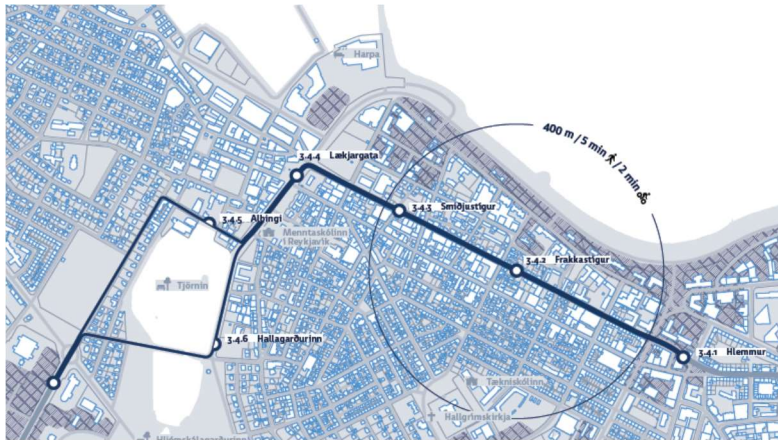 Harpa
400 m / 5 min / 2 min
3.4.4 Lækjargata
3.4.5 Alþingi
3.4.3 Smiðjustígur
Menntaskólinn
í Reykjavík
3.4.2 Frakkastígur
Tjörnin
3.4.6 Hallagarðurinn
3.4.1 Hlemmur
Tækniskólinn
Hallgrímskirkja